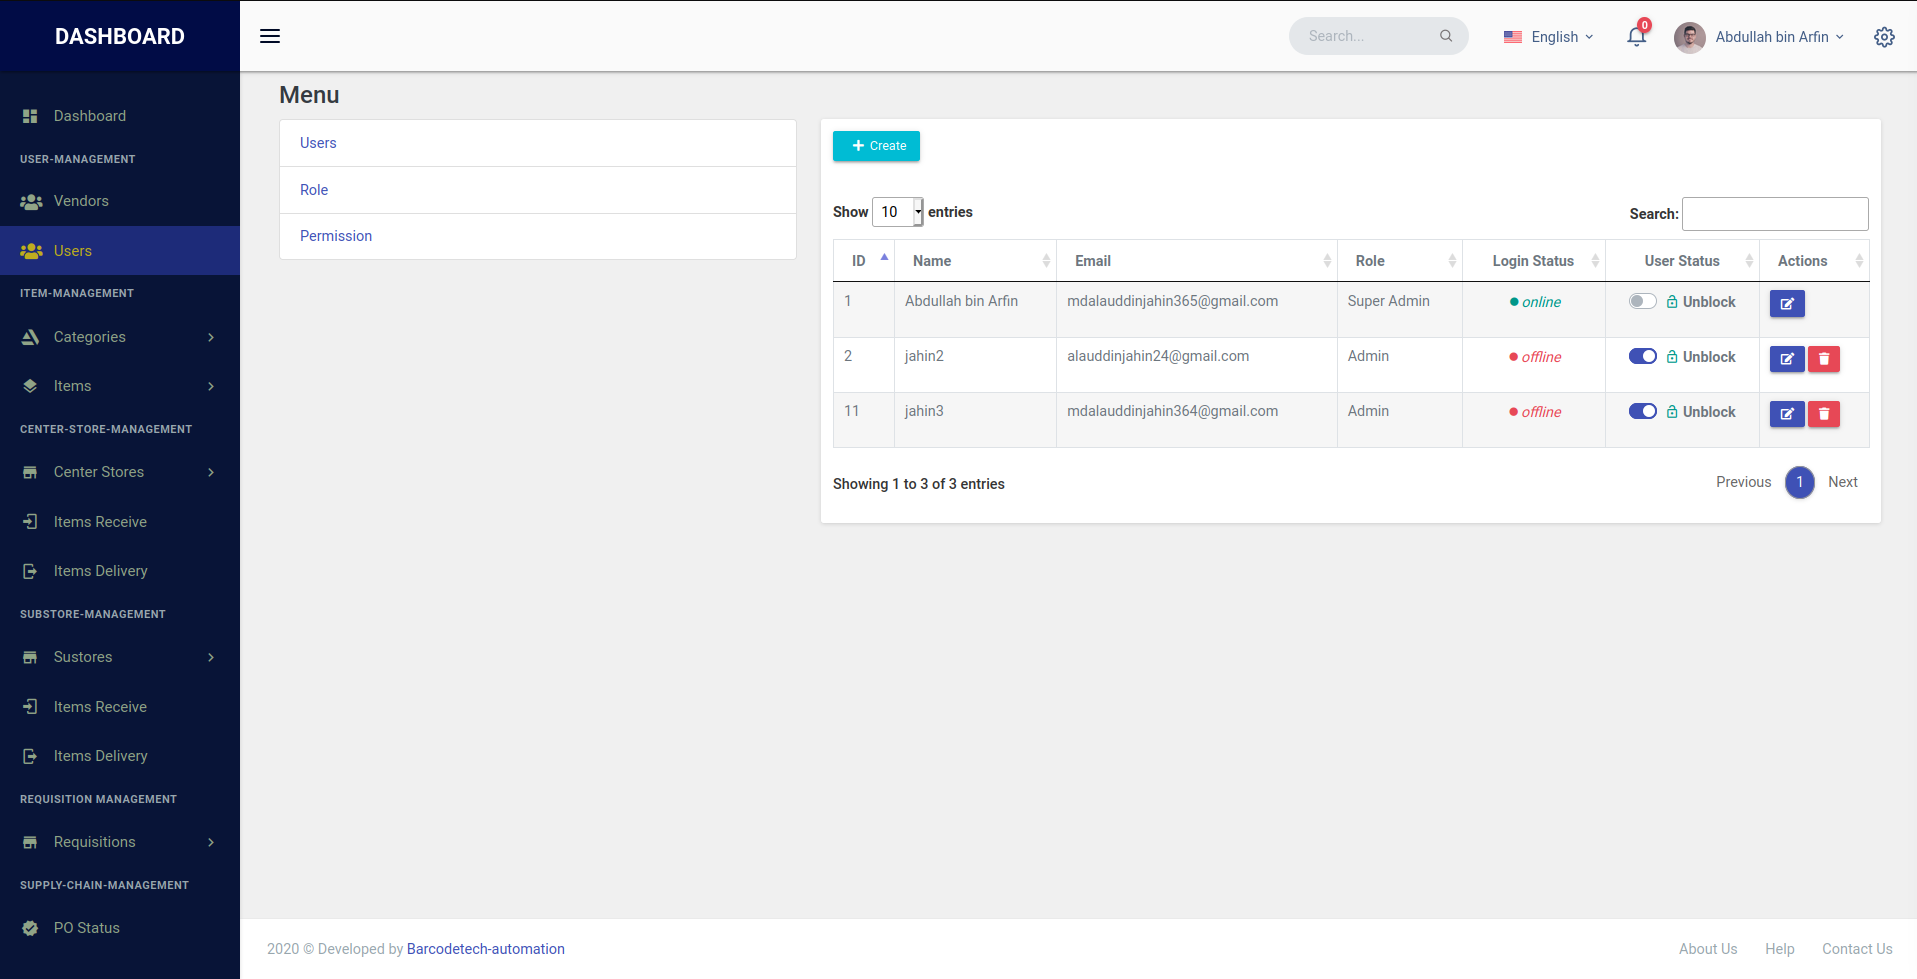 DASHBOARD
Search...
English
0
Abdullah bin Arfin
Dashboard
USER-MANAGEMENT
Vendors
Users
ITEM-MANAGEMENT
Categories
Items
CENTER-STORE-MANAGEMENT
Center Stores
Items Receive
Items Delivery
SUBSTORE-MANAGEMENT
Sustores
Items Receive
Items Delivery
REQUISITION MANAGEMENT
Requisitions
SUPPLY-CHAIN-MANAGEMENT
PO Status
Menu
Users
Role
Permission
Create
Show 10 entries
Search:
ID Name Email Role Login Status User Status Actions
1 Abdullah bin Arfin mdalauddinjahin365@gmail.com Super Admin online Unblock
2 jahin2 alauddinjahin24@gmail.com Admin offline Unblock
11 jahin3 mdalauddinjahin364@gmail.com Admin offline Unblock
Showing 1 to 3 of 3 entries
Previous 1 Next
2020 © Developed by Barcodetech-automation
About Us Help Contact Us